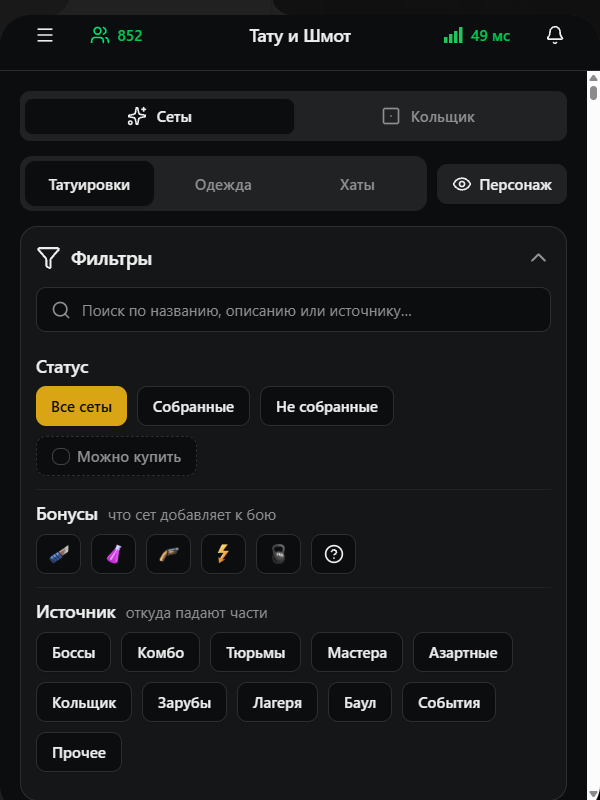 852 Тату и Шмот 49 мс
Сеты Кольщик
Татуировки Одежда Хаты Персонаж
Фильтры
Поиск по названию, описанию или источнику...
Статус
Все сеты Собранные Не собранные
Можно купить
Бонусы что сет добавляет к бою
Источник откуда падают части
Боссы Комбо Тюрьмы Мастера Азартные
Кольщик Зарубы Лагеря Баул События
Прочее